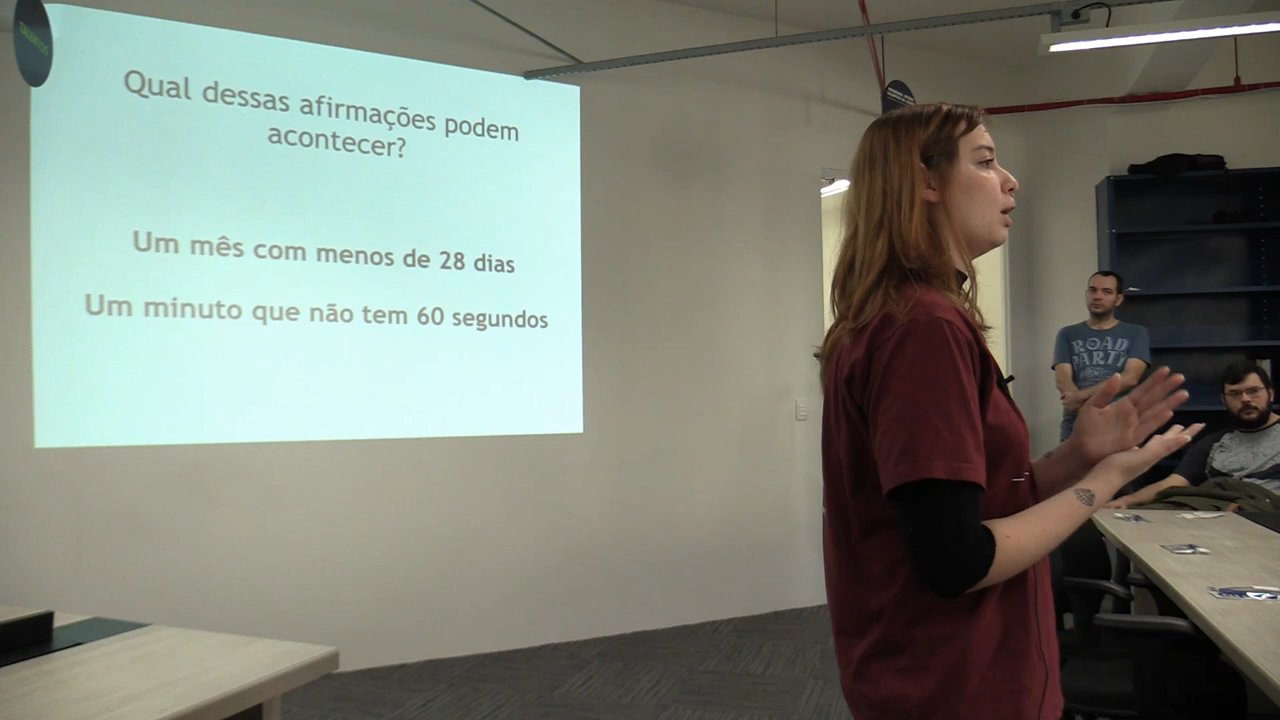 TALENTOS
Qual dessas afirmações podem
acontecer?
Um mês com menos de 28 dias
Um minuto que não tem 60 segundos
ROAD
PARTY